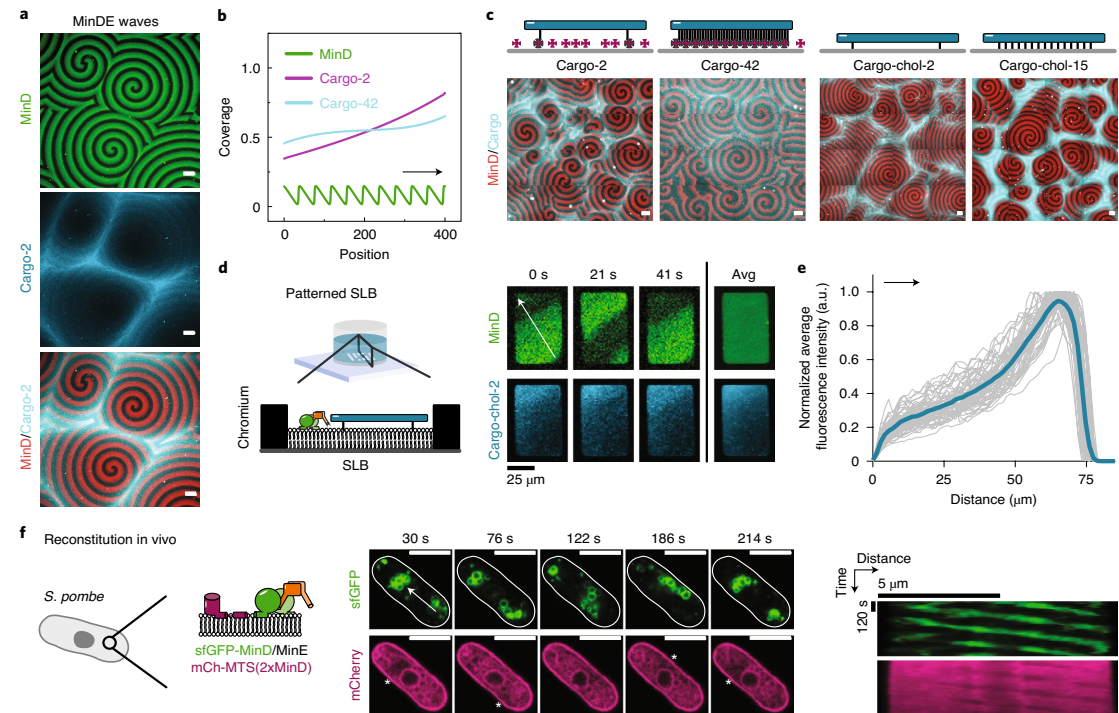 a
MinDE waves
MinD
Cargo-2
MinD/Cargo-2
b
MinD
Cargo-2
Cargo-42
Coverage
1.0
0.5
0
0
200
400
Position
c
Cargo-2
Cargo-42
Cargo-chol-2
Cargo-chol-15
MinD/Cargo
d
Patterned SLB
Chromium
SLB
0 s
21 s
41 s
Avg
MinD
Cargo-chol-2
25 μm
e
Normalized average
fluorescence intensity (a.u.)
1.0
0.8
0.6
0.4
0.2
0
0
25
50
75
Distance (μm)
f
Reconstitution in vivo
S. pombe
sfGFP-MinD/MinE
mCh-MTS(2xMinD)
30 s
76 s
122 s
186 s
214 s
sfGFP
mCherry
*
*
*
*
Distance
Time
5 μm
120 s